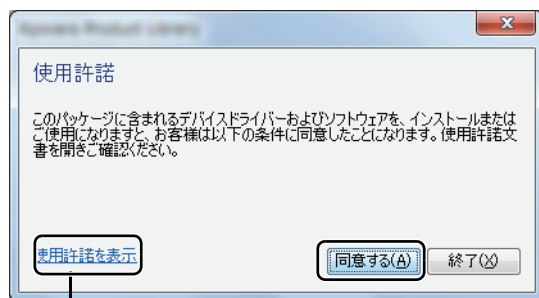 使用許諾
このパッケージに含まれるデバイスドライバーおよびソフトウェアを、インストールまたは
ご使用になりますと、お客様は以下の条件に同意したことになります。使用許諾文
書を開きご確認ください。
使用許諾を表示
同意する(A)
終了(X)